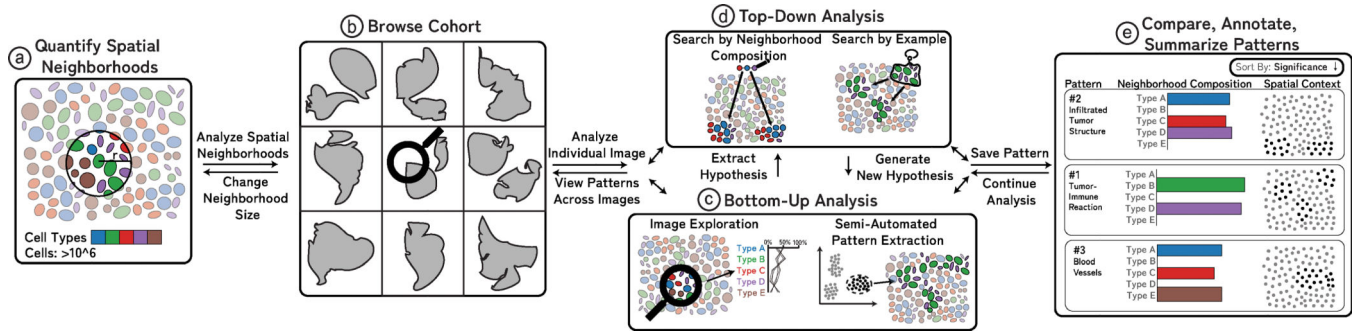 a Quantify Spatial
Neighborhoods
r
Cell Types
Cells: >10^6
Analyze Spatial
Neighborhoods
Change
Neighborhood
Size
b Browse Cohort
Analyze
Individual Image
View Patterns
Across Images
d Top-Down Analysis
Search by Neighborhood
Composition
Search by Example
Extract
Hypothesis
Generate
New Hypothesis
c Bottom-Up Analysis
Image Exploration
Type A
Type B
Type C
Type D
Type E
0% 50% 100%
Semi-Automated
Pattern Extraction
Save Pattern
Continue
Analysis
e Compare, Annotate,
Summarize Patterns
Sort By: Significance ↓
Pattern Neighborhood Composition Spatial Context
#2
Infiltrated
Tumor
Structure
Type A
Type B
Type C
Type D
Type E
#1
Tumor-
Immune
Reaction
Type A
Type B
Type C
Type D
Type E
#3
Blood
Vessels
Type A
Type B
Type C
Type D
Type E